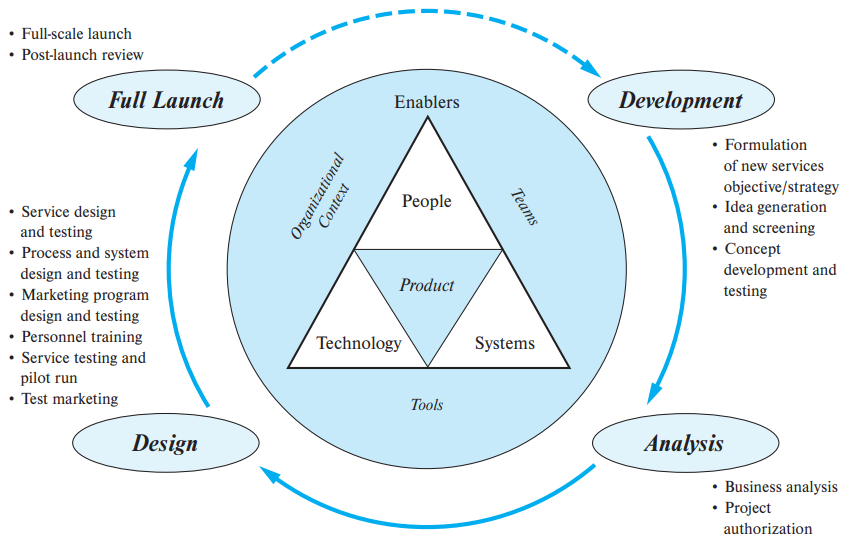 • Full-scale launch
• Post-launch review
Full Launch
Development
• Formulation
of new services
objective/strategy
• Idea generation
and screening
• Concept
development and
testing
Enablers
Organizational
Context
Teams
People
Product
Technology
Systems
Tools
• Service design
and testing
• Process and system
design and testing
• Marketing program
design and testing
• Personnel training
• Service testing and
pilot run
• Test marketing
Design
Analysis
• Business analysis
• Project
authorization